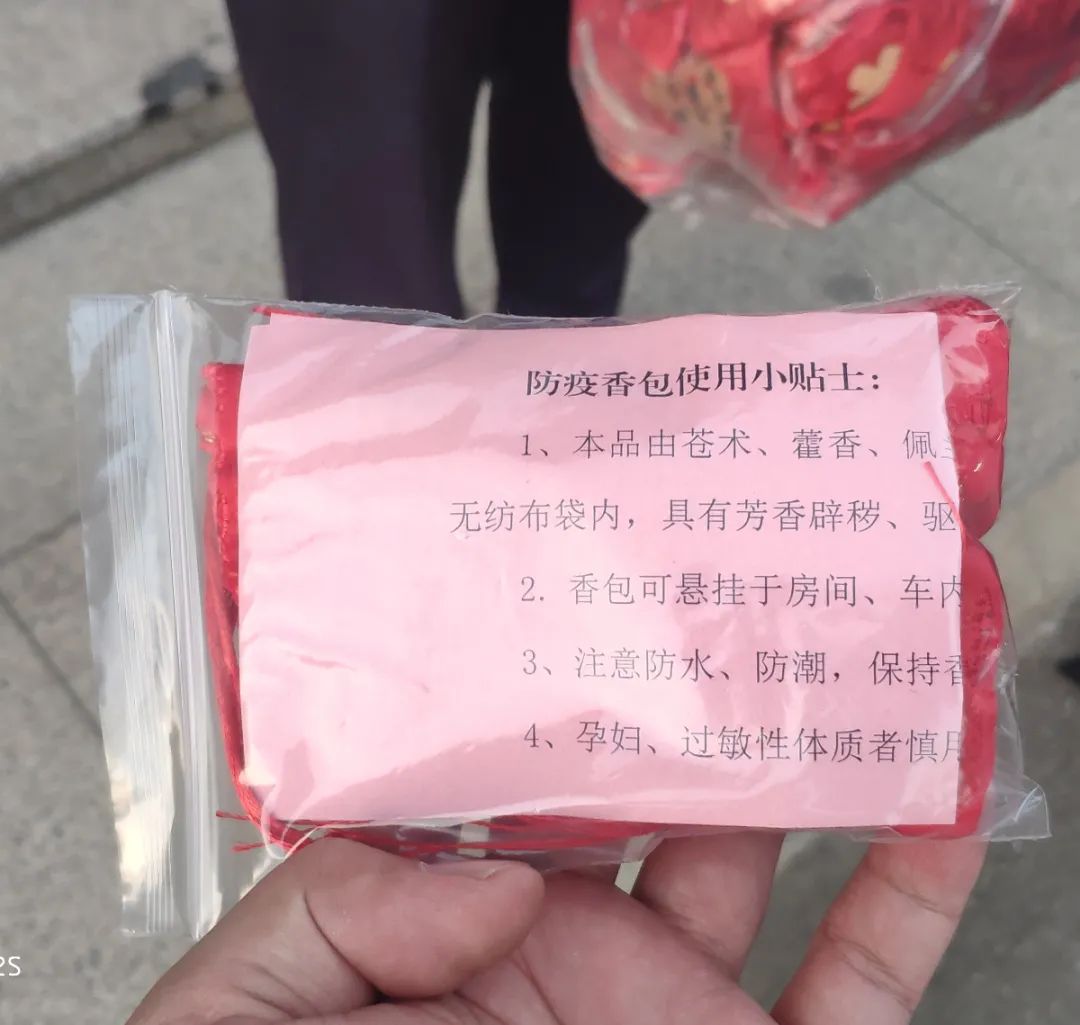 防疫香包使用小贴士：
1、本品由苍术、藿香、佩
无纺布袋内，具有芳香辟秽、驱
2. 香包可悬挂于房间、车内
3、注意防水、防潮，保持香
4、孕妇、过敏性体质者慎用
2S